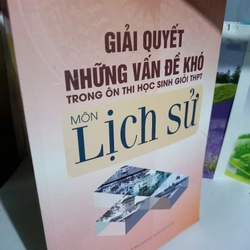 GIẢI QUYẾT
NHỮNG VẤN ĐỀ KHÓ
TRONG ÔN THI HỌC SINH GIỎI THPT
MÔN
Lịch sử